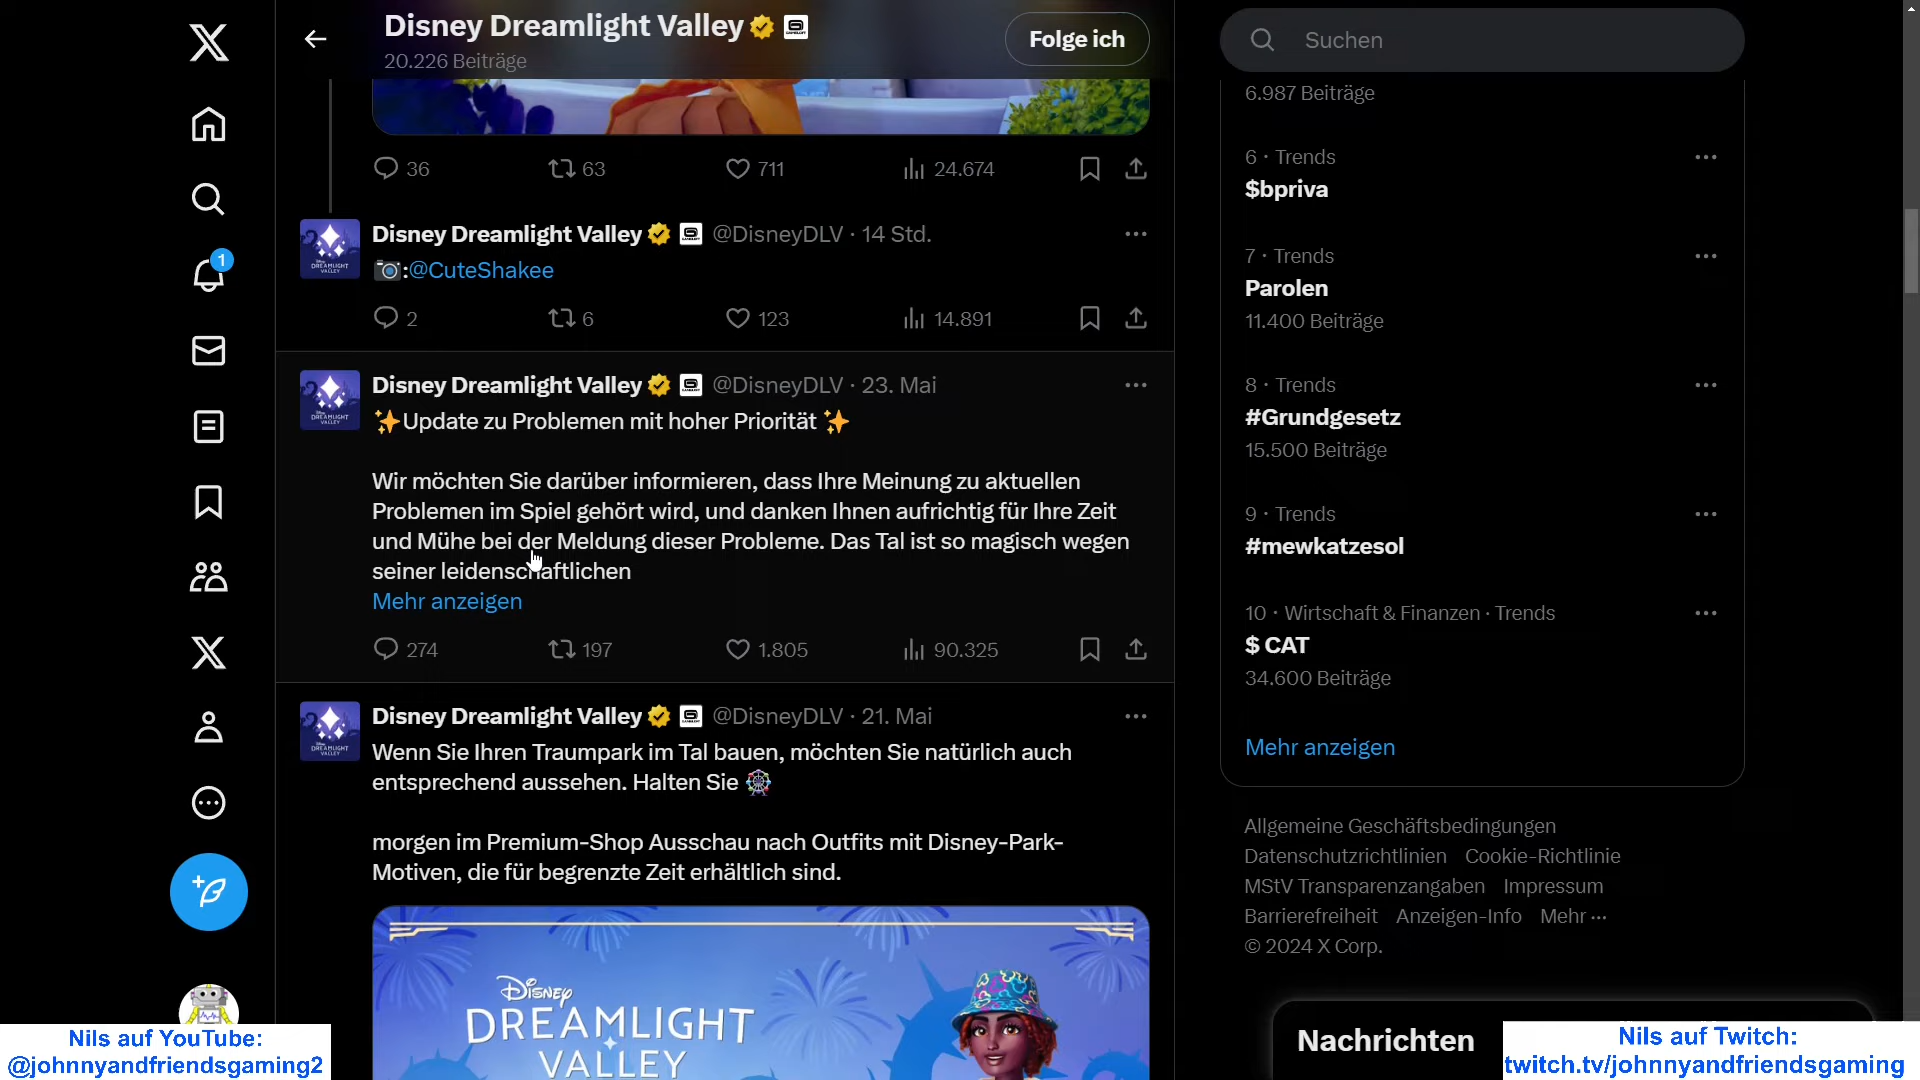 Disney Dreamlight Valley
20.226 Beiträge
Folge ich
Suchen
36 63 711 24.674
Disney Dreamlight Valley @DisneyDLV · 14 Std.
:@CuteShakee
2 6 123 14.891
Disney Dreamlight Valley @DisneyDLV · 23. Mai
✨Update zu Problemen mit hoher Priorität ✨
Wir möchten Sie darüber informieren, dass Ihre Meinung zu aktuellen
Problemen im Spiel gehört wird, und danken Ihnen aufrichtig für Ihre Zeit
und Mühe bei der Meldung dieser Probleme. Das Tal ist so magisch wegen
seiner leidenschaftlichen
Mehr anzeigen
274 197 1.805 90.325
Disney Dreamlight Valley @DisneyDLV · 21. Mai
Wenn Sie Ihren Traumpark im Tal bauen, möchten Sie natürlich auch
entsprechend aussehen. Halten Sie 🎡
morgen im Premium-Shop Ausschau nach Outfits mit Disney-Park-
Motiven, die für begrenzte Zeit erhältlich sind.
Disney
DREAMLIGHT
VALLEY
6.987 Beiträge
6 · Trends
$bpriva
7 · Trends
Parolen
11.400 Beiträge
8 · Trends
#Grundgesetz
15.500 Beiträge
9 · Trends
#mewkatzesol
10 · Wirtschaft & Finanzen · Trends
$ CAT
34.600 Beiträge
Mehr anzeigen
Allgemeine Geschäftsbedingungen
Datenschutzrichtlinien Cookie-Richtlinie
MStV Transparenzangaben Impressum
Barrierefreiheit Anzeigen-Info Mehr ···
© 2024 X Corp.
Nachrichten
1
Nils auf YouTube:
@johnnyandfriendsgaming2
Nils auf Twitch:
twitch.tv/johnnyandfriendsgaming